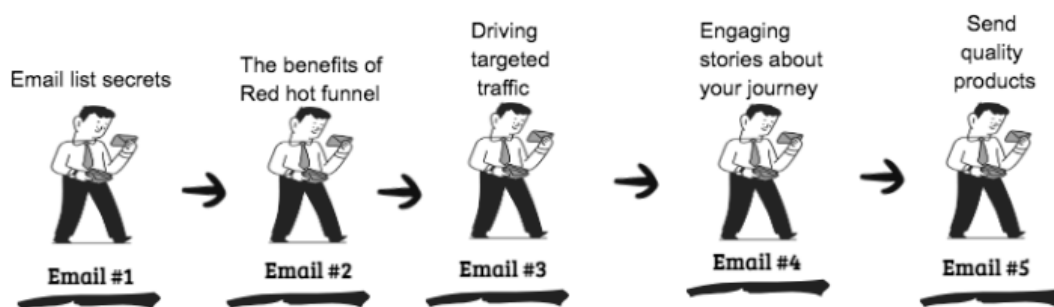 Email list secrets
The benefits of
Red hot funnel
Driving
targeted
traffic
Engaging
stories about
your journey
Send
quality
products
Email #1
Email #2
Email #3
Email #4
Email #5